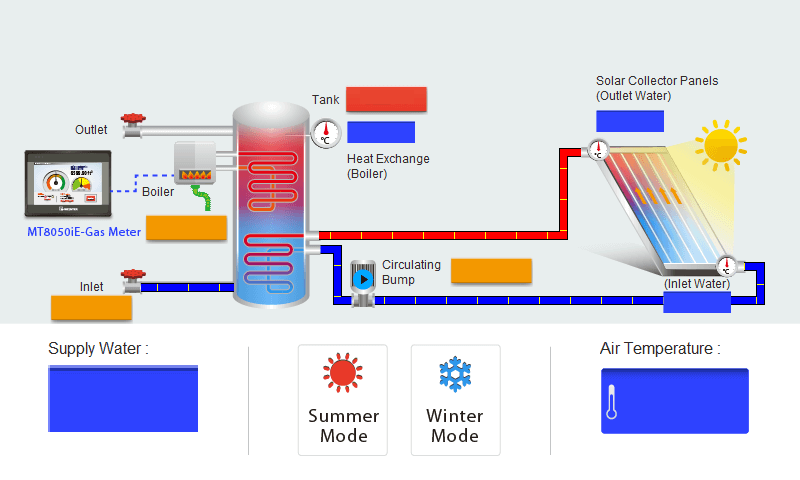 Solar Collector Panels
(Outlet Water)
Tank
°C
Outlet
Heat Exchange
(Boiler)
°C
Boiler
MT8050iE-Gas Meter
Circulating
Bump
°C
Inlet
(Inlet Water)
Supply Water :
Air Temperature :
Summer
Mode
Winter
Mode